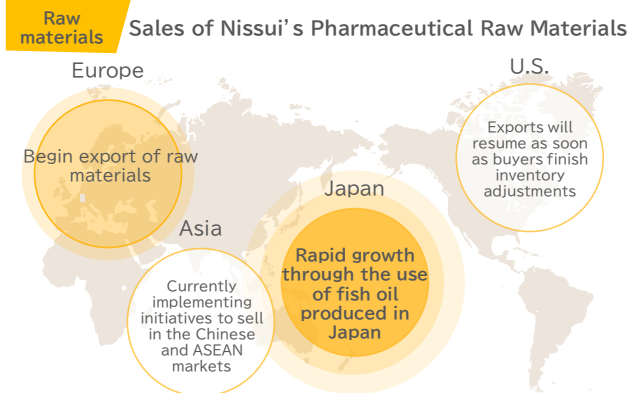 Raw
materials
Sales of Nissui's Pharmaceutical Raw Materials
Europe
Begin export of raw
materials
U.S.
Exports will
resume as soon
as buyers finish
inventory
adjustments
Japan
Rapid growth
through the use
of fish oil
produced in
Japan
Asia
Currently
implementing
initiatives to sell
in the Chinese
and ASEAN
markets